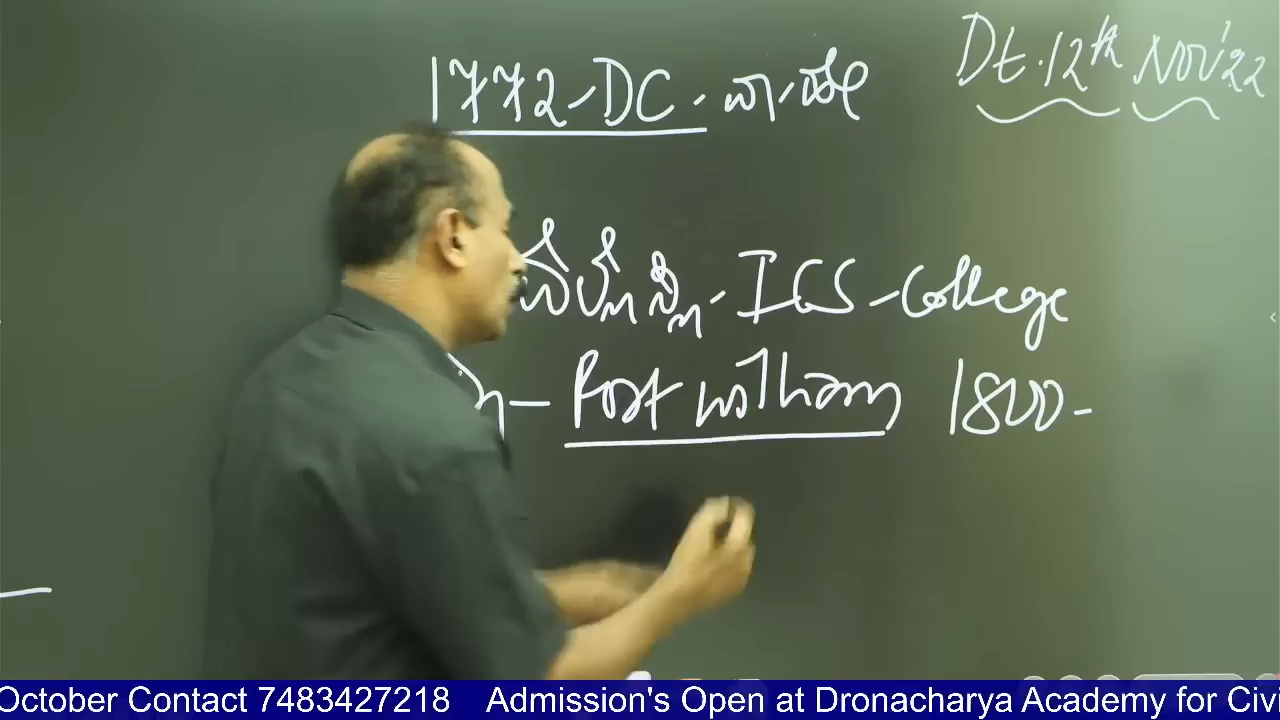 Dt. 12th Nov'22
1772 - DC.
ICS - College
- Port William 1800 -
October Contact 7483427218 Admission's Open at Dronacharya Academy for Civi